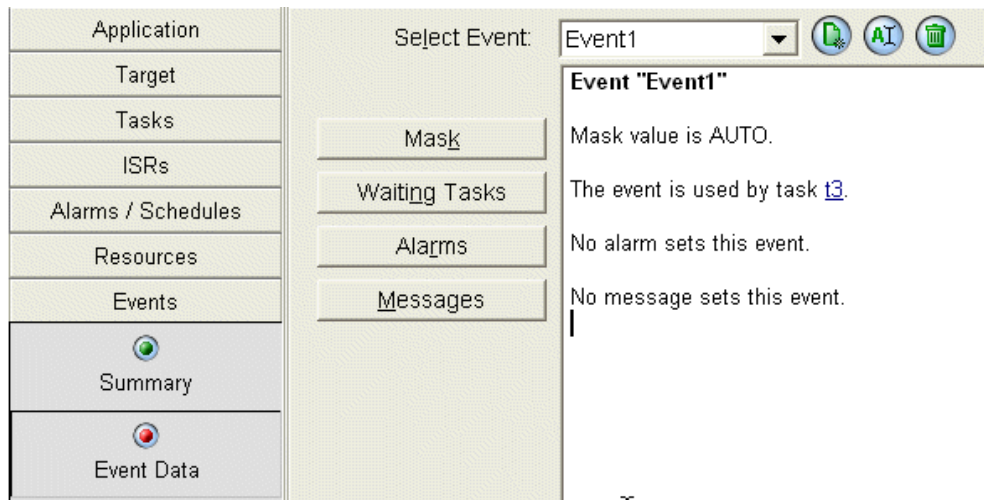 Application
Target
Tasks
ISRs
Alarms / Schedules
Resources
Events
Summary
Event Data
Select Event:
Event1
AI
Mask
Waiting Tasks
Alarms
Messages
Event "Event1"
Mask value is AUTO.
The event is used by task t3.
No alarm sets this event.
No message sets this event.